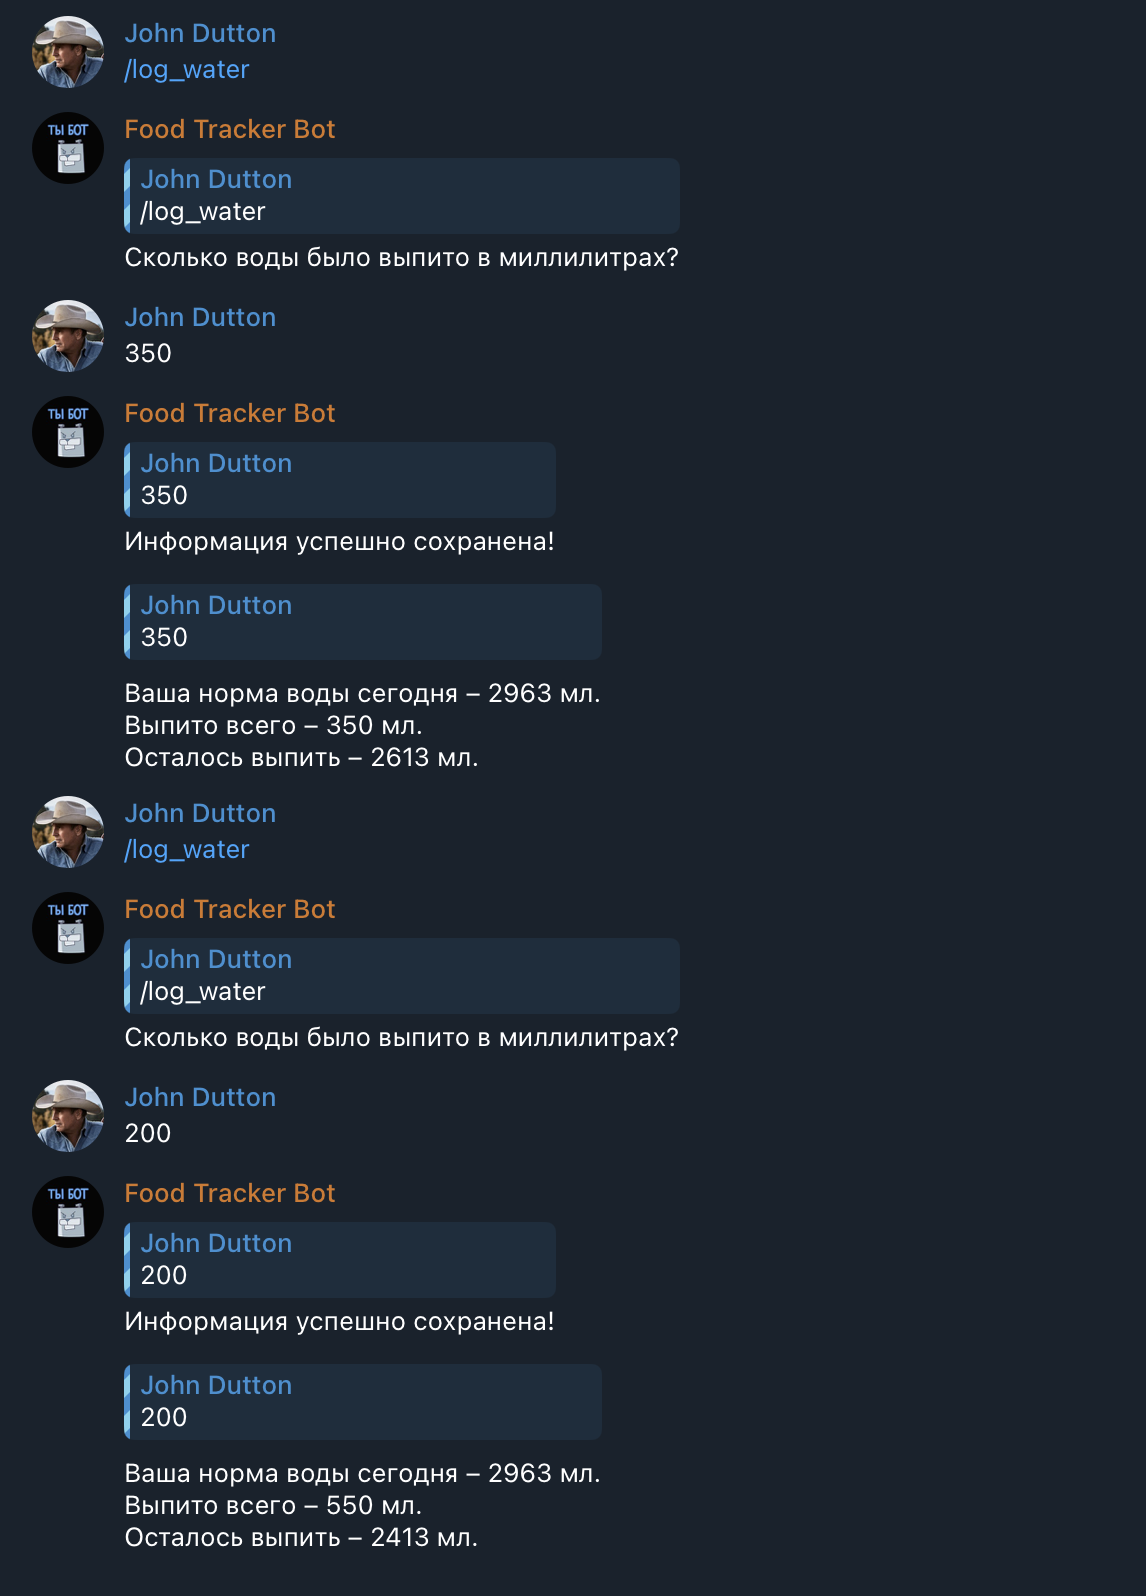 John Dutton
/log_water
ТЫ БОТ
Food Tracker Bot
John Dutton
/log_water
Сколько воды было выпито в миллилитрах?
John Dutton
350
ТЫ БОТ
Food Tracker Bot
John Dutton
350
Информация успешно сохранена!
John Dutton
350
Ваша норма воды сегодня – 2963 мл.
Выпито всего – 350 мл.
Осталось выпить – 2613 мл.
John Dutton
/log_water
ТЫ БОТ
Food Tracker Bot
John Dutton
/log_water
Сколько воды было выпито в миллилитрах?
John Dutton
200
ТЫ БОТ
Food Tracker Bot
John Dutton
200
Информация успешно сохранена!
John Dutton
200
Ваша норма воды сегодня – 2963 мл.
Выпито всего – 550 мл.
Осталось выпить – 2413 мл.